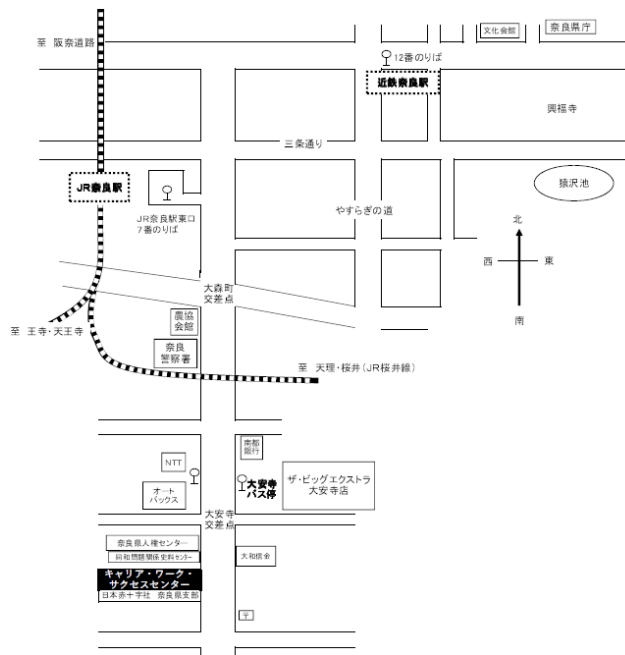 至 阪奈道路
文化会館
奈良県庁
12番のりば
近鉄奈良駅
興福寺
三条通り
JR奈良駅
猿沢池
JR奈良駅東口
7番のりば
やすらぎの道
北
西
東
南
大森町
交差点
至 王寺・天王寺
農協
会館
奈良
警察署
至 天理・桜井(JR桜井線)
南都
銀行
NTT
オート
バックス
大安寺
バス停
ザ・ビッグエクストラ
大安寺店
大安寺
交差点
奈良県人権センター
同和問題関係史料センター
大和信金
キャリア・ワーク・
サクセスセンター
日本赤十字社 奈良県支部
〒